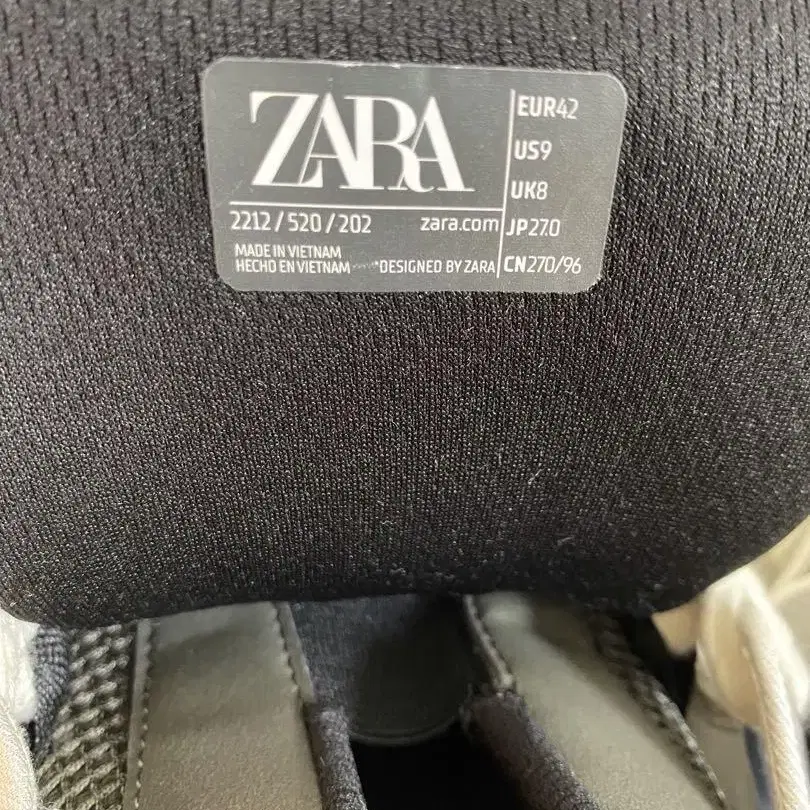 ZARA
2212/520/202 zara.com
MADE IN VIETNAM
HECHO EN VIETNAM *DESIGNED BY ZARA
EUR42
US9
UK8
JP27.0
CN270/96